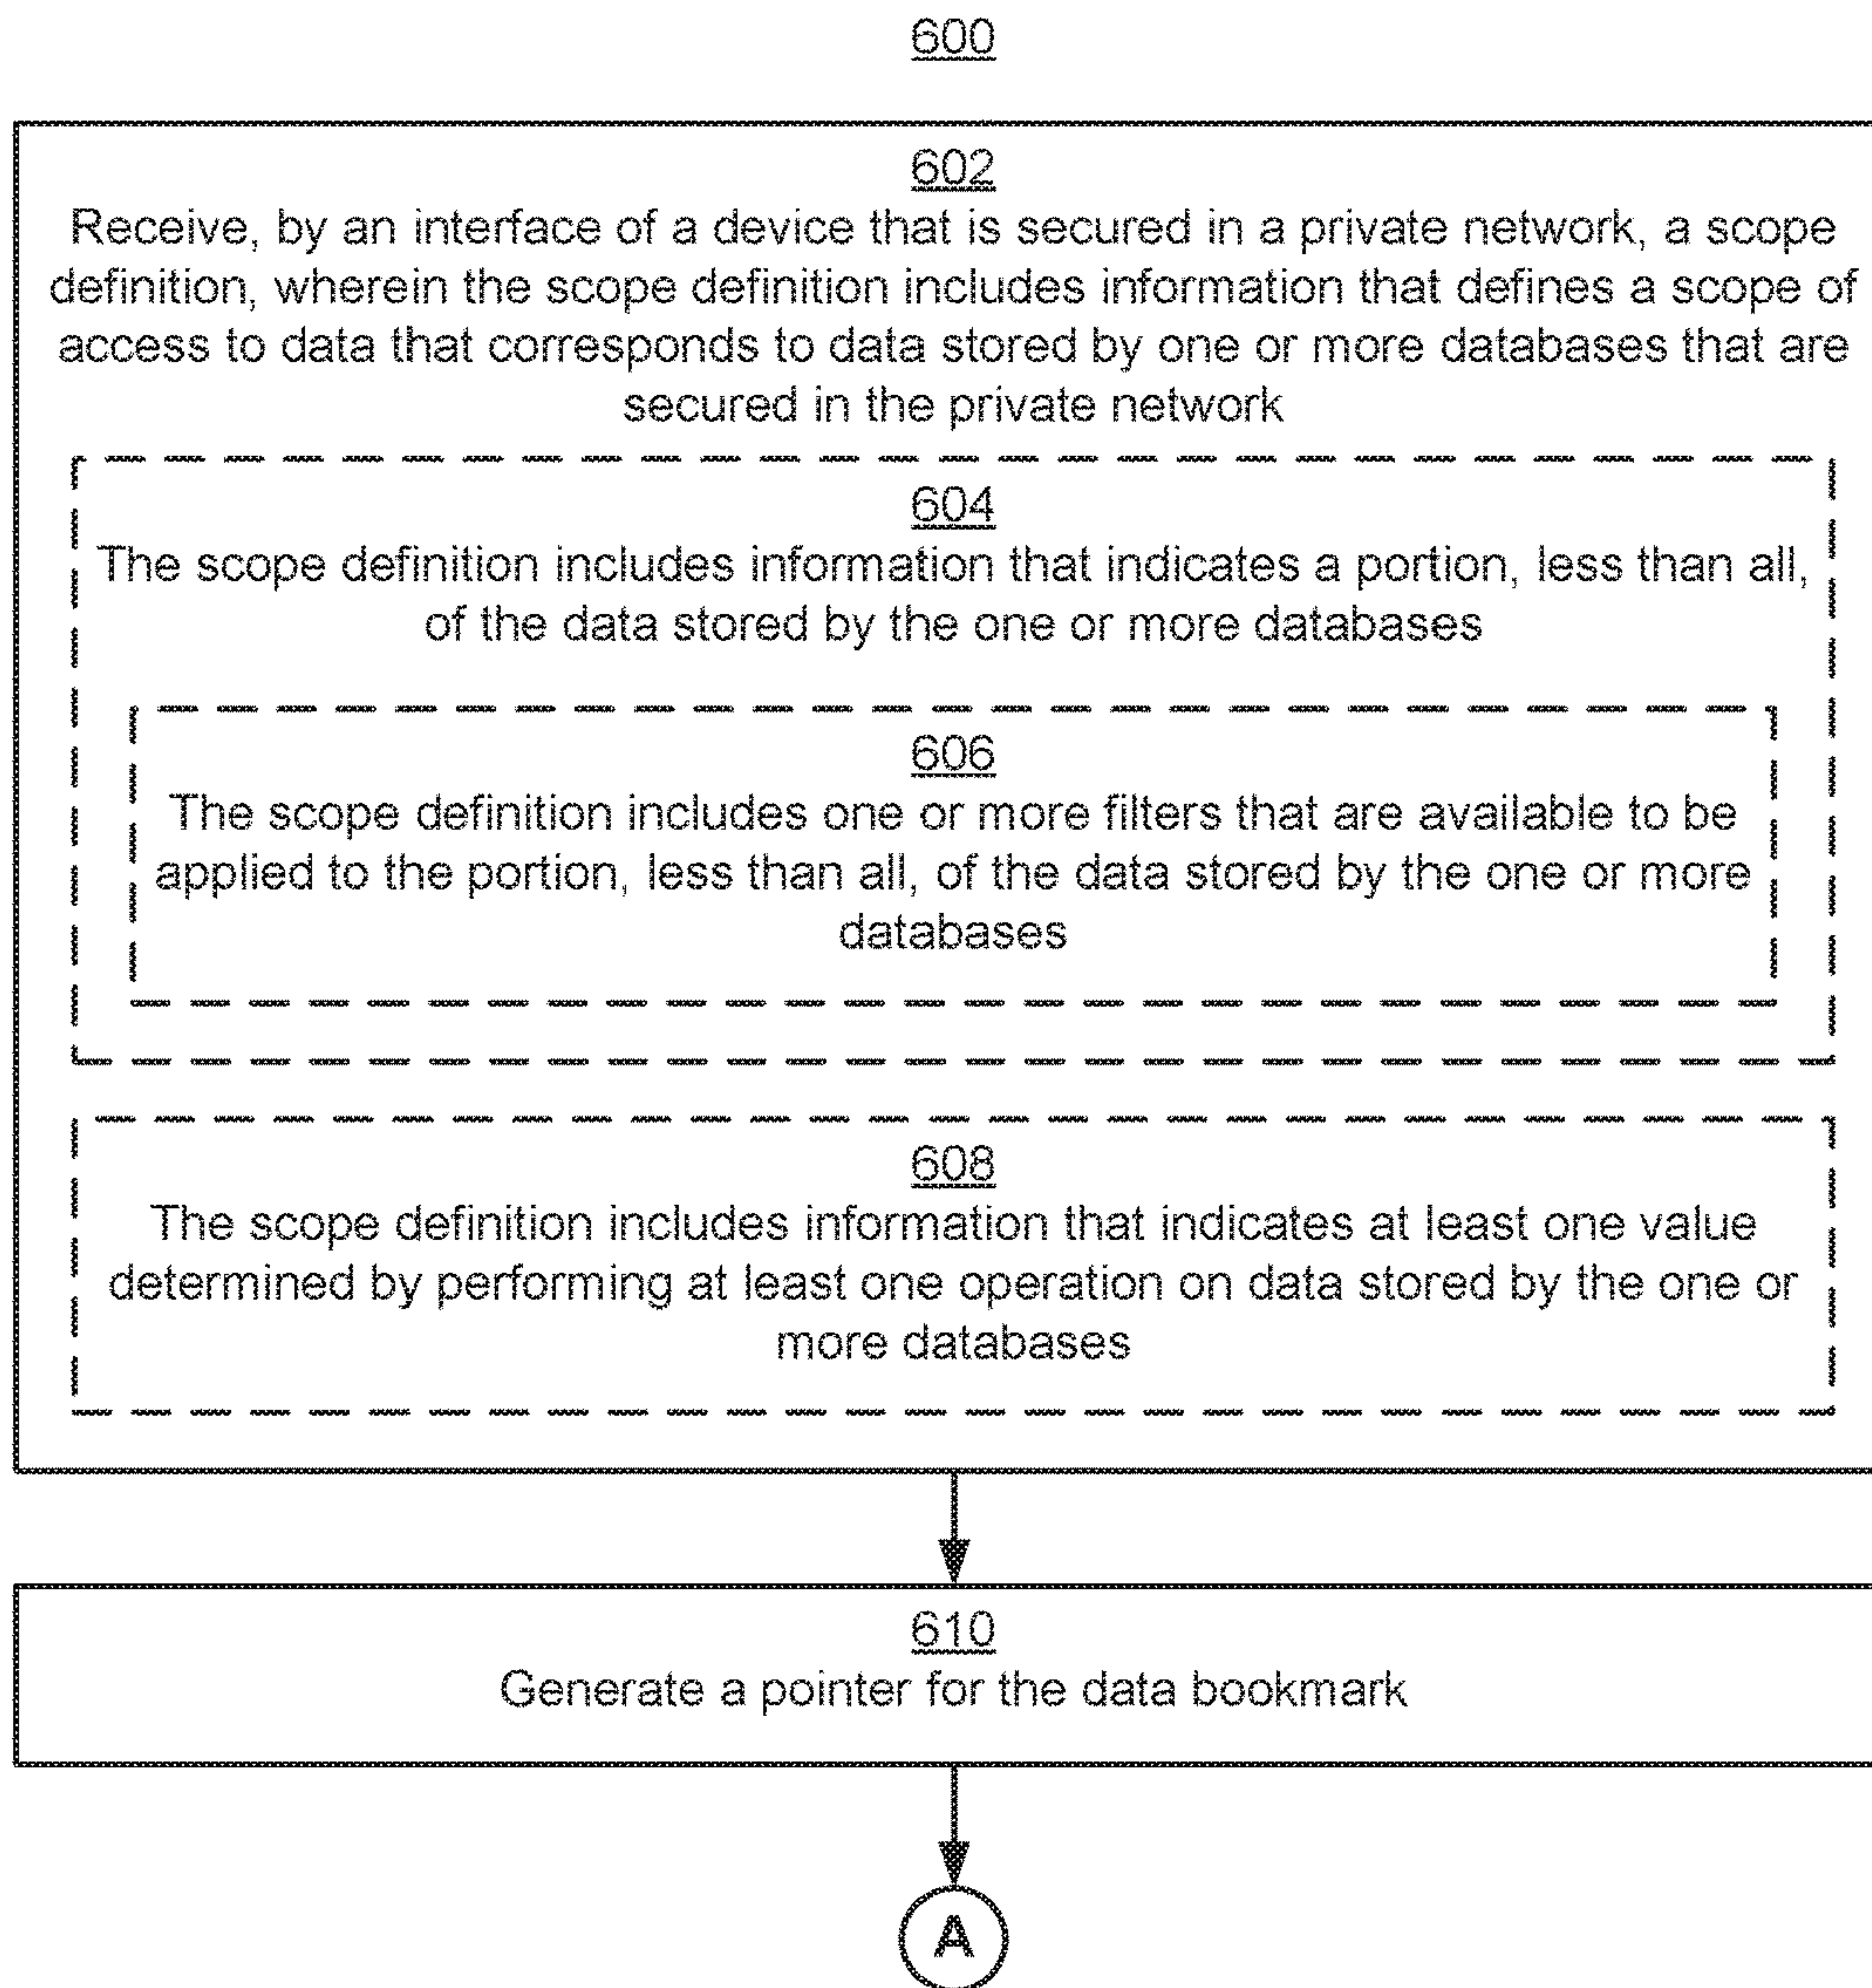 600
602
Receive, by an interface of a device that is secured in a private network, a scope
definition, wherein the scope definition includes information that defines a scope of
access to data that corresponds to data stored by one or more databases that are
secured in the private network
604
The scope definition includes information that indicates a portion, less than all,
of the data stored by the one or more databases
606
The scope definition includes one or more filters that are available to be
applied to the portion, less than all, of the data stored by the one or more
databases
608
The scope definition includes information that indicates at least one value
determined by performing at least one operation on data stored by the one or
more databases
610
Generate a pointer for the data bookmark
A